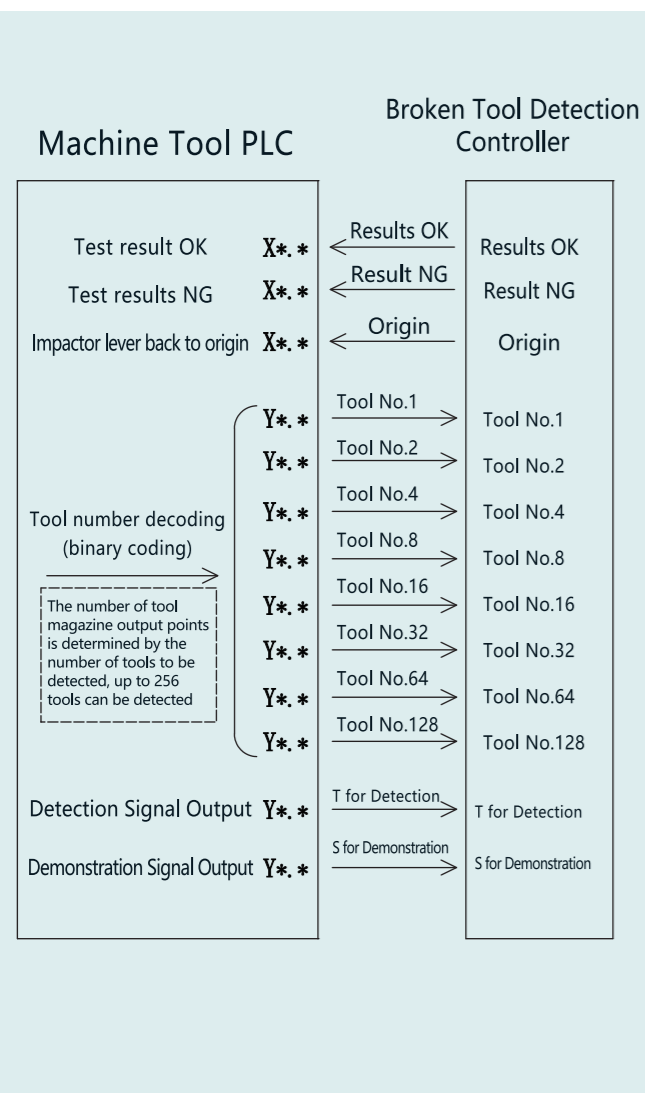 Machine Tool PLC
Broken Tool Detection
Controller
Test result OK X*.* Results OK Results OK
Test results NG X*.* Result NG Result NG
Impactor lever back to origin X*.* Origin Origin
Y*.* Tool No.1 Tool No.1
Y*.* Tool No.2 Tool No.2
Y*.* Tool No.4 Tool No.4
Y*.* Tool No.8 Tool No.8
Y*.* Tool No.16 Tool No.16
Y*.* Tool No.32 Tool No.32
Y*.* Tool No.64 Tool No.64
Y*.* Tool No.128 Tool No.128
Tool number decoding
(binary coding)
The number of tool
magazine output points
is determined by the
number of tools to be
detected, up to 256
tools can be detected
Detection Signal Output Y*.* T for Detection T for Detection
Demonstration Signal Output Y*.* S for Demonstration S for Demonstration